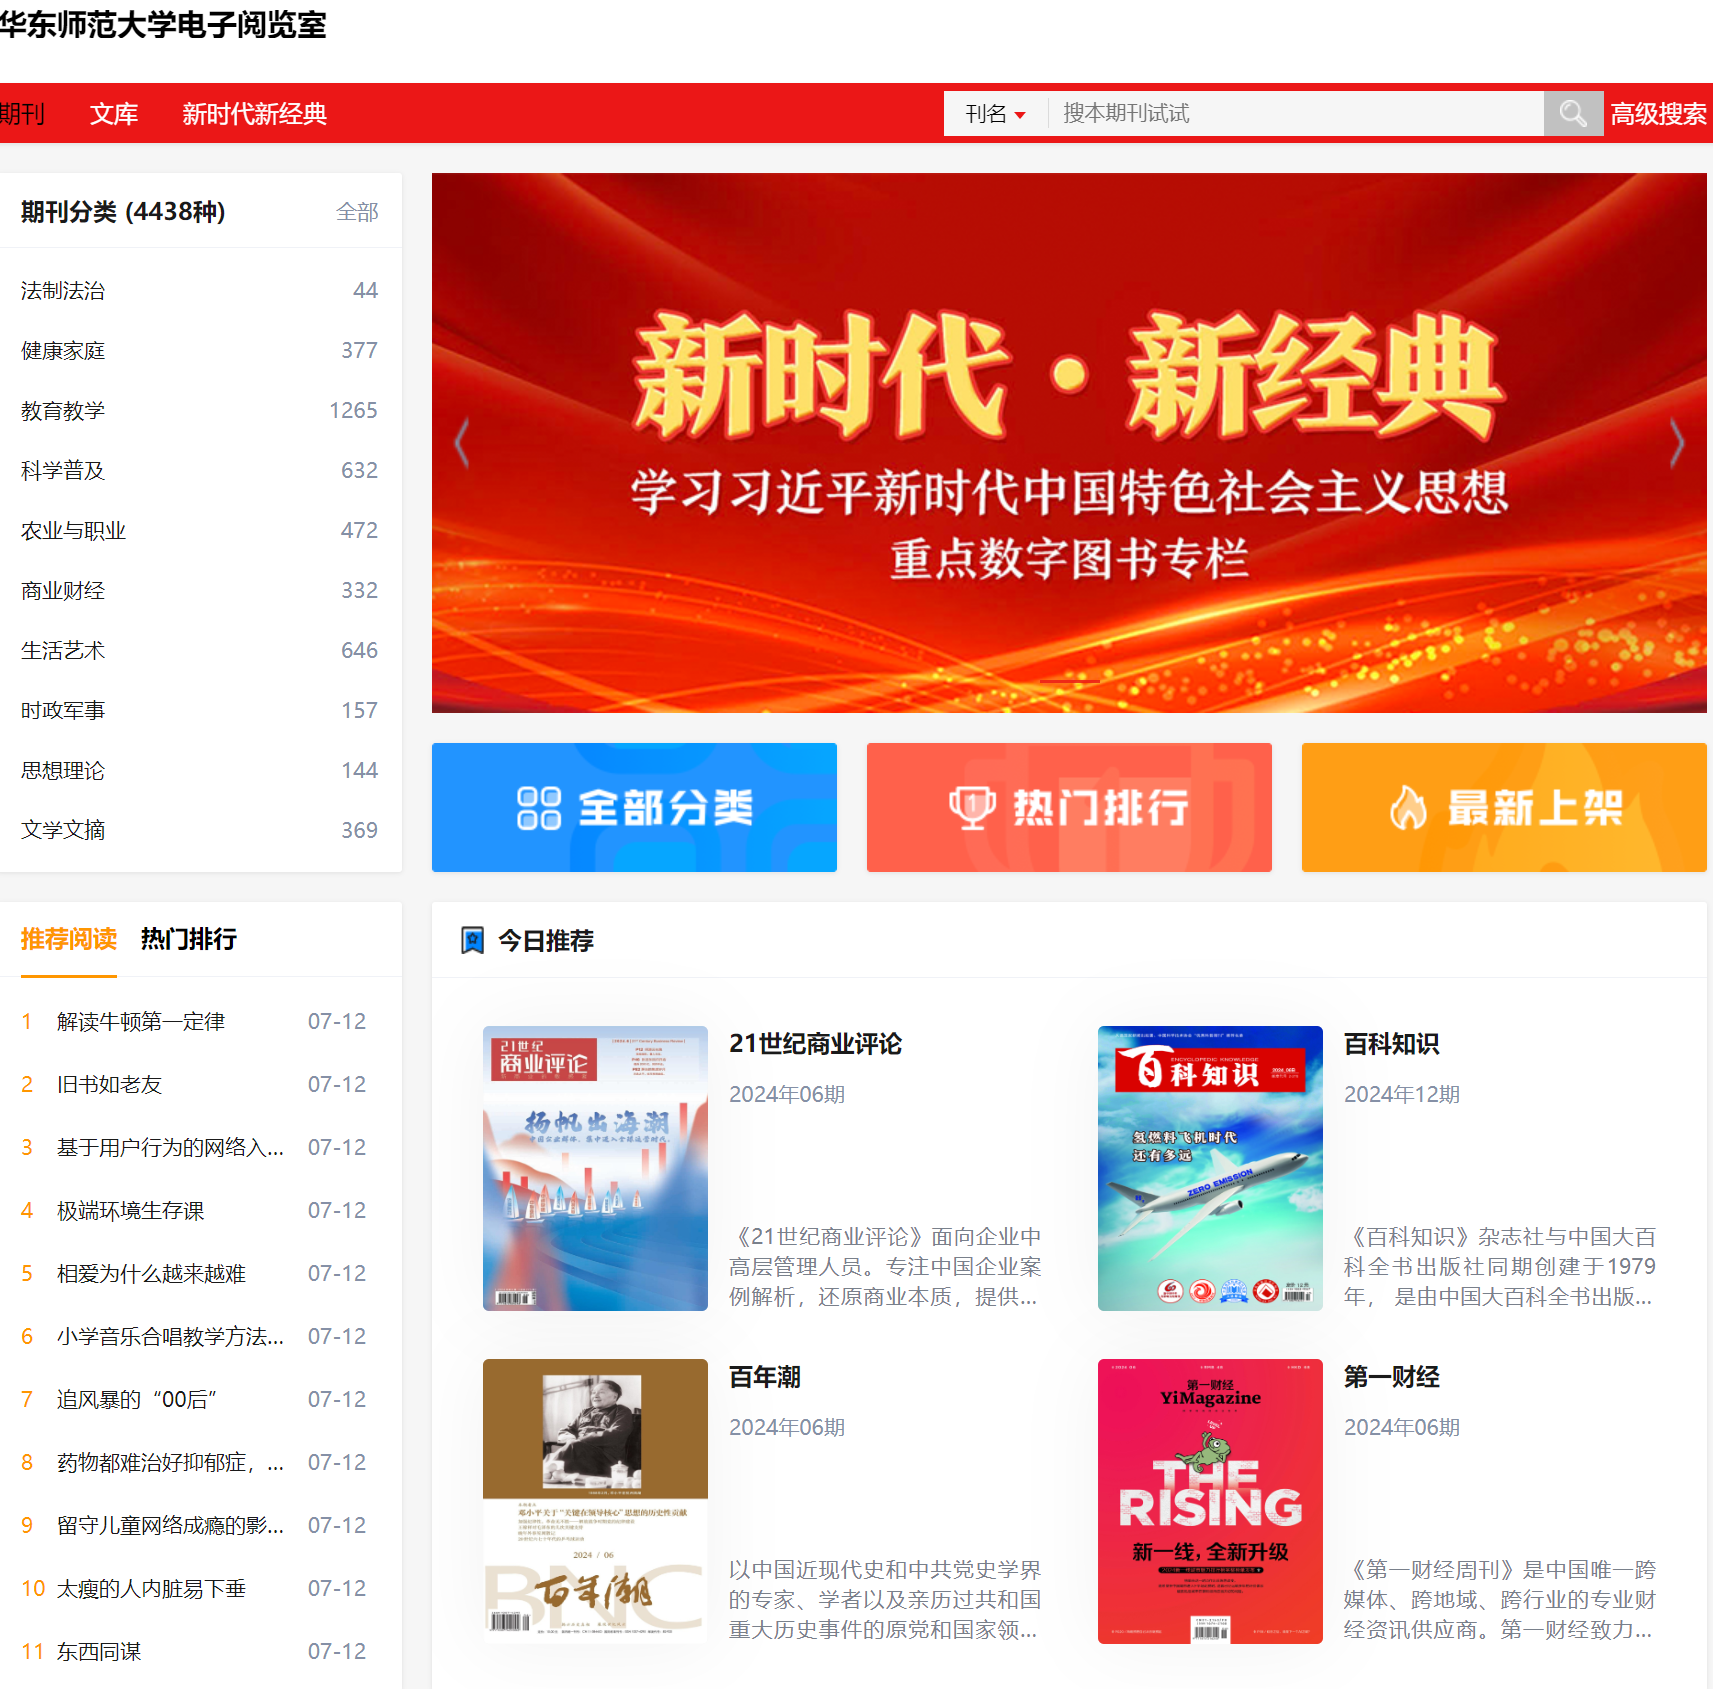 华东师范大学电子阅览室
期刊 文库 新时代新经典 刊名 搜本期刊试试 高级搜索
期刊分类 (4438种) 全部
法制法治 44
健康家庭 377
教育教学 1265
科学普及 632
农业与职业 472
商业财经 332
生活艺术 646
时政军事 157
思想理论 144
文学文摘 369
新时代·新经典
学习习近平新时代中国特色社会主义思想
重点数字图书专栏
全部分类 热门排行 最新上架
推荐阅读 热门排行
1 解读牛顿第一定律 07-12
2 旧书如老友 07-12
3 基于用户行为的网络入... 07-12
4 极端环境生存课 07-12
5 相爱为什么越来越难 07-12
6 小学音乐合唱教学方法... 07-12
7 追风暴的“00后” 07-12
8 药物都难治好抑郁症，... 07-12
9 留守儿童网络成瘾的影... 07-12
10 太瘦的人内脏易下垂 07-12
11 东西同谋 07-12
今日推荐
21世纪
商业评论
扬帆出海潮
21世纪商业评论
2024年06期
《21世纪商业评论》面向企业中
高层管理人员。专注中国企业案
例解析，还原商业本质，提供...
ENCYCLOPEDIC KNOWLEDGE
百科知识
氢燃料飞机时代
还有多远
ZERO EMISSION
百科知识
2024年12期
《百科知识》杂志社与中国大百
科全书出版社同期创建于1979
年， 是由中国大百科全书出版...
邓小平关于“关键在领导核心”思想的历史性贡献
2024 / 06
BNC
百年潮
百年潮
2024年06期
以中国近现代史和中共党史学界
的专家、学者以及亲历过共和国
重大历史事件的原党和国家领...
第一财经
YiMagazine
THE
RISING
新一线，全新升级
第一财经
2024年06期
《第一财经周刊》是中国唯一跨
媒体、跨地域、跨行业的专业财
经资讯供应商。第一财经致力...